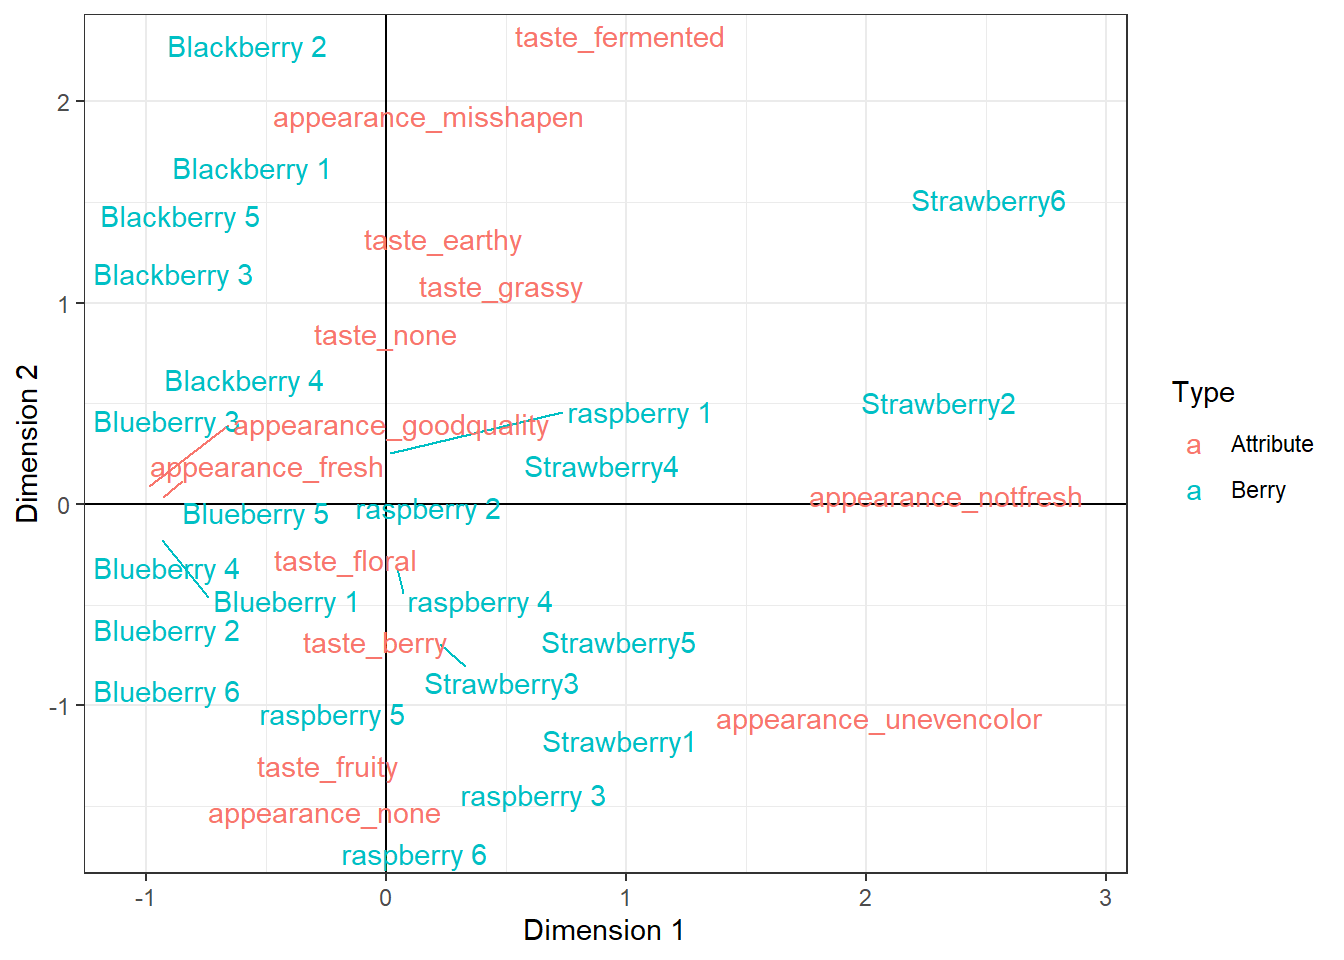 taste_fermented
Blackberry 2
2
appearance_misshapen
Blackberry 1
Strawberry6
Blackberry 5
taste_earthy
Blackberry 3
taste_grassy
1
taste_none
Blackberry 4
Strawberry2
raspberry 1
Blueberry 3
appearance_goodquality
appearance_fresh
Strawberry4
appearance_notfresh
0
Blueberry 5
raspberry 2
taste_floral
Blueberry 4
Blueberry 1
raspberry 4
Blueberry 2
taste_berry
Strawberry5
Strawberry3
Blueberry 6
-1
raspberry 5
appearance_unevencolor
Strawberry1
taste_fruity
raspberry 3
appearance_none
raspberry 6
-1 0 1 2 3
Dimension 1
Dimension 2
Type
a Attribute
a Berry